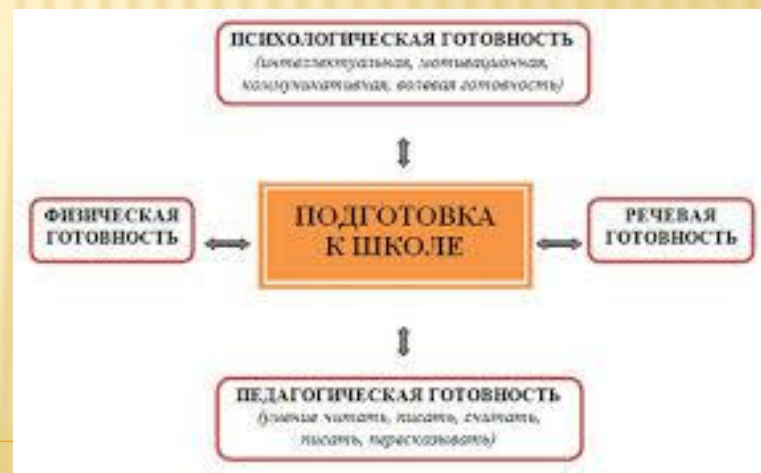 ПСИХОЛОГИЧЕСКАЯ ГОТОВНОСТЬ
(интеллектуальная, мотивационная,
коммуникативная, волевая готовность)
ФИЗИЧЕСКАЯ
ГОТОВНОСТЬ
ПОДГОТОВКА
К ШКОЛЕ
РЕЧЕВАЯ
ГОТОВНОСТЬ
ПЕДАГОГИЧЕСКАЯ ГОТОВНОСТЬ
(умение читать, писать, считать,
писать, пересказывать)